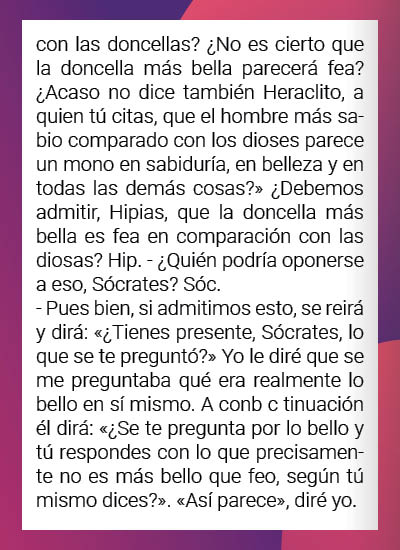 con las doncellas? ¿No es cierto que
la doncella más bella parecerá fea?
¿Acaso no dice también Heraclito, a
quien tú citas, que el hombre más sa-
bio comparado con los dioses parece
un mono en sabiduría, en belleza y en
todas las demás cosas?» ¿Debemos
admitir, Hipias, que la doncella más
bella es fea en comparación con las
diosas? Hip. - ¿Quién podría oponerse
a eso, Sócrates? Sóc.
- Pues bien, si admitimos esto, se reirá
y dirá: «¿Tienes presente, Sócrates, lo
que se te preguntó?» Yo le diré que se
me preguntaba qué era realmente lo
bello en sí mismo. A conb c tinuación
él dirá: «¿Se te pregunta por lo bello y
tú respondes con lo que precisamen-
te no es más bello que feo, según tú
mismo dices?». «Así parece», diré yo.